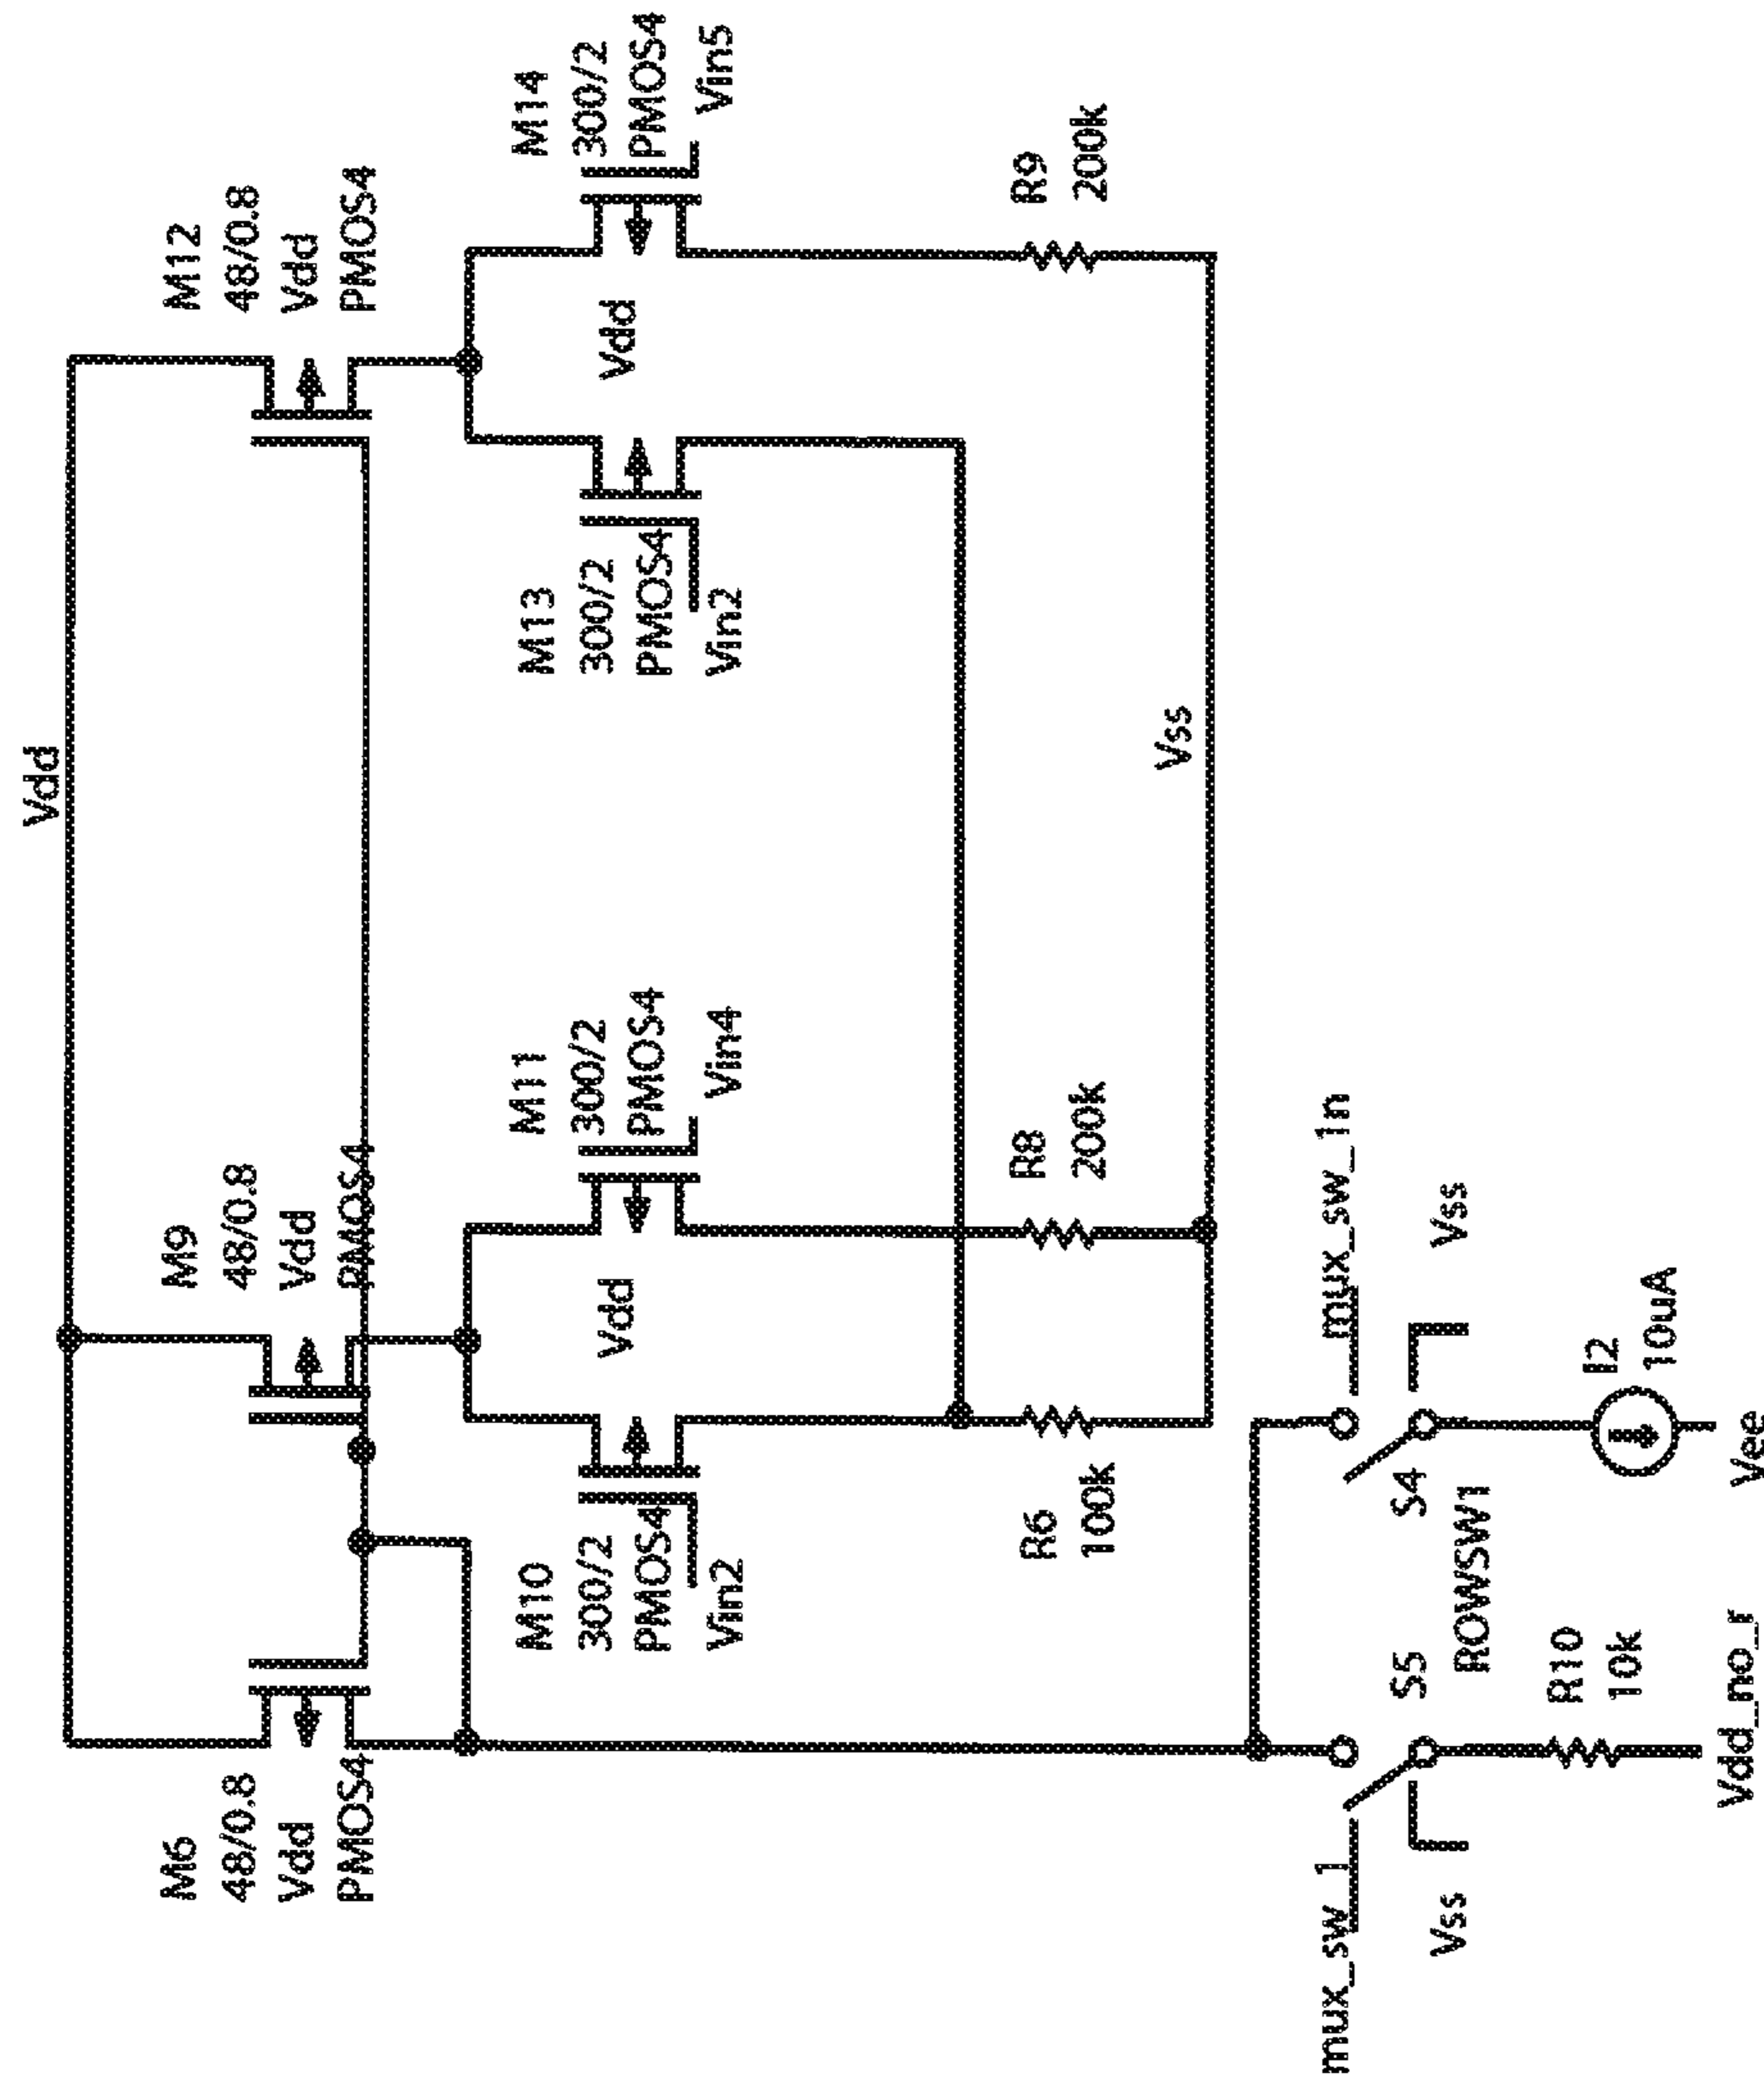 Vdd
M6
48/0.8
Vdd
PMOS4
M9
48/0.8
Vdd
PMOS4
M12
48/0.8
Vdd
PMOS4
M10
300/2
PMOS4
Vin2
Vdd
M11
300/2
PMOS4
Vin4
M13
300/2
PMOS4
Vin2
Vdd
M14
300/2
PMOS4
Vin5
R6
100k
R8
200k
R9
200k
Vss
mux_sw_1
Vss
S5
ROWSW1
S4
mux_sw_1n
Vss
R10
10k
Vdd_no_r
I2
10uA
Vee